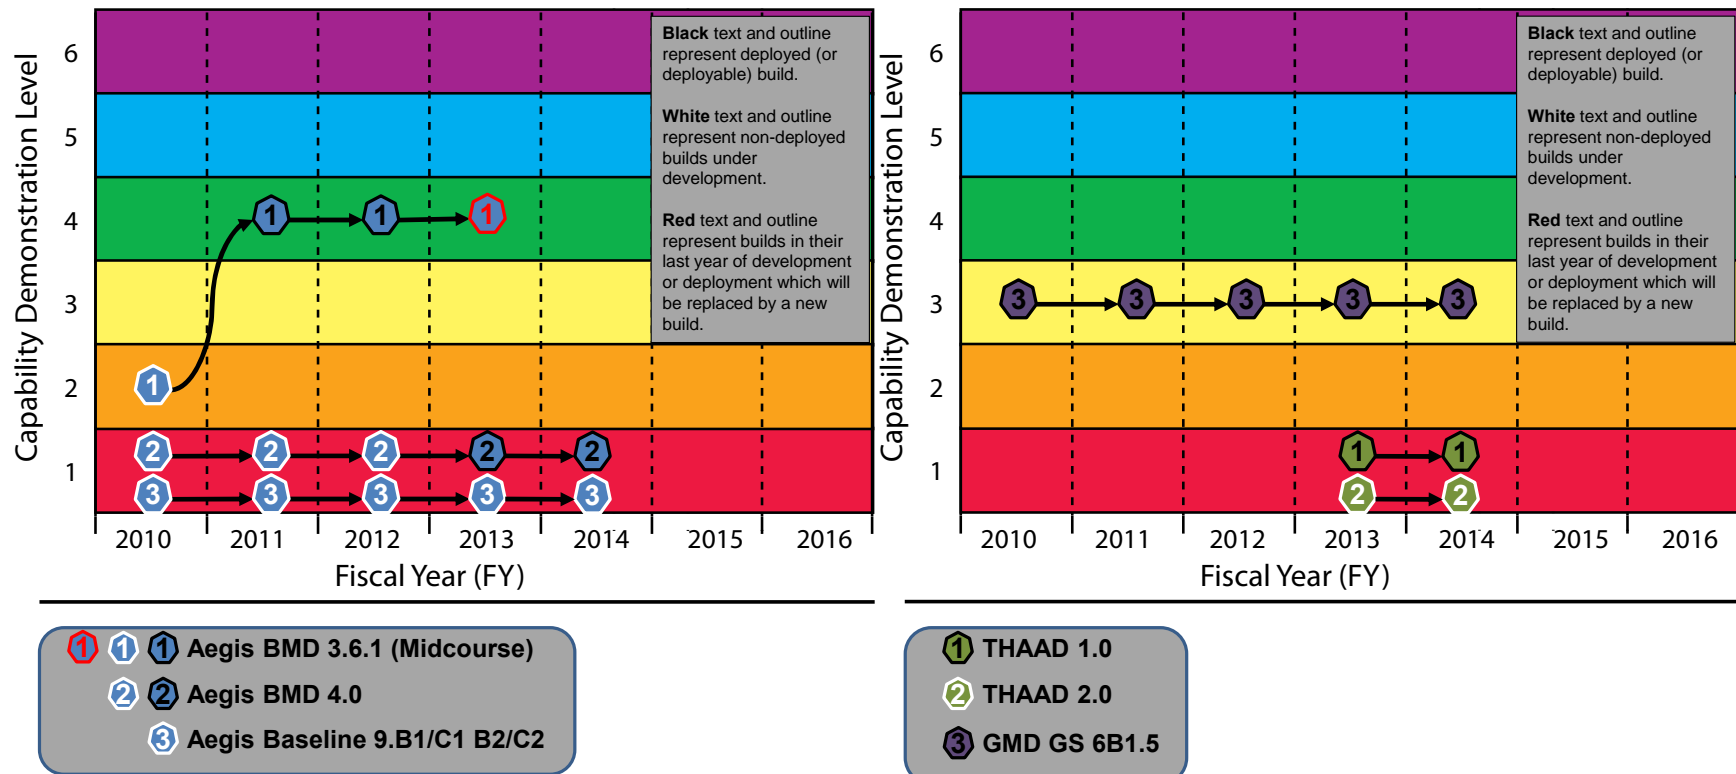 Capability Demonstration Level
6
5
4
3
2
1
Black text and outline
represent deployed (or
deployable) build.
White text and outline
represent non-deployed
builds under
development.
Red text and outline
represent builds in their
last year of development
or deployment which will
be replaced by a new
build.
1 1 1
1
2 2 2 2 2
3 3 3 3 3
2010 2011 2012 2013 2014 2015 2016
Fiscal Year (FY)
1 1 1 Aegis BMD 3.6.1 (Midcourse)
2 2 Aegis BMD 4.0
3 Aegis Baseline 9.B1/C1 B2/C2
Capability Demonstration Level
6
5
4
3
2
1
Black text and outline
represent deployed (or
deployable) build.
White text and outline
represent non-deployed
builds under
development.
Red text and outline
represent builds in their
last year of development
or deployment which will
be replaced by a new
build.
3 3 3 3 3
1 1
2 2
2010 2011 2012 2013 2014 2015 2016
Fiscal Year (FY)
1 THAAD 1.0
2 THAAD 2.0
3 GMD GS 6B1.5